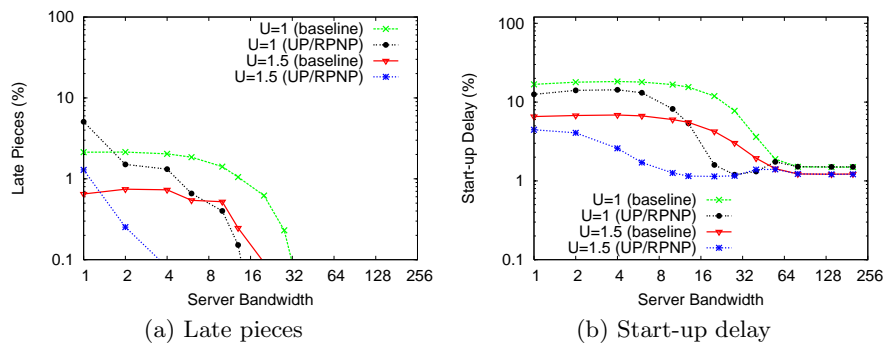 Late Pieces (%)
100
10
1
0.1
U=1 (baseline)
U=1 (UP/RPNP)
U=1.5 (baseline)
U=1.5 (UP/RPNP)
1 2 4 8 16 32 64 128 256
Server Bandwidth
(a) Late pieces
Start-up Delay (%)
100
10
1
0.1
U=1 (baseline)
U=1 (UP/RPNP)
U=1.5 (baseline)
U=1.5 (UP/RPNP)
1 2 4 8 16 28 64 128 256
Server Bandwidth
(b) Start-up delay